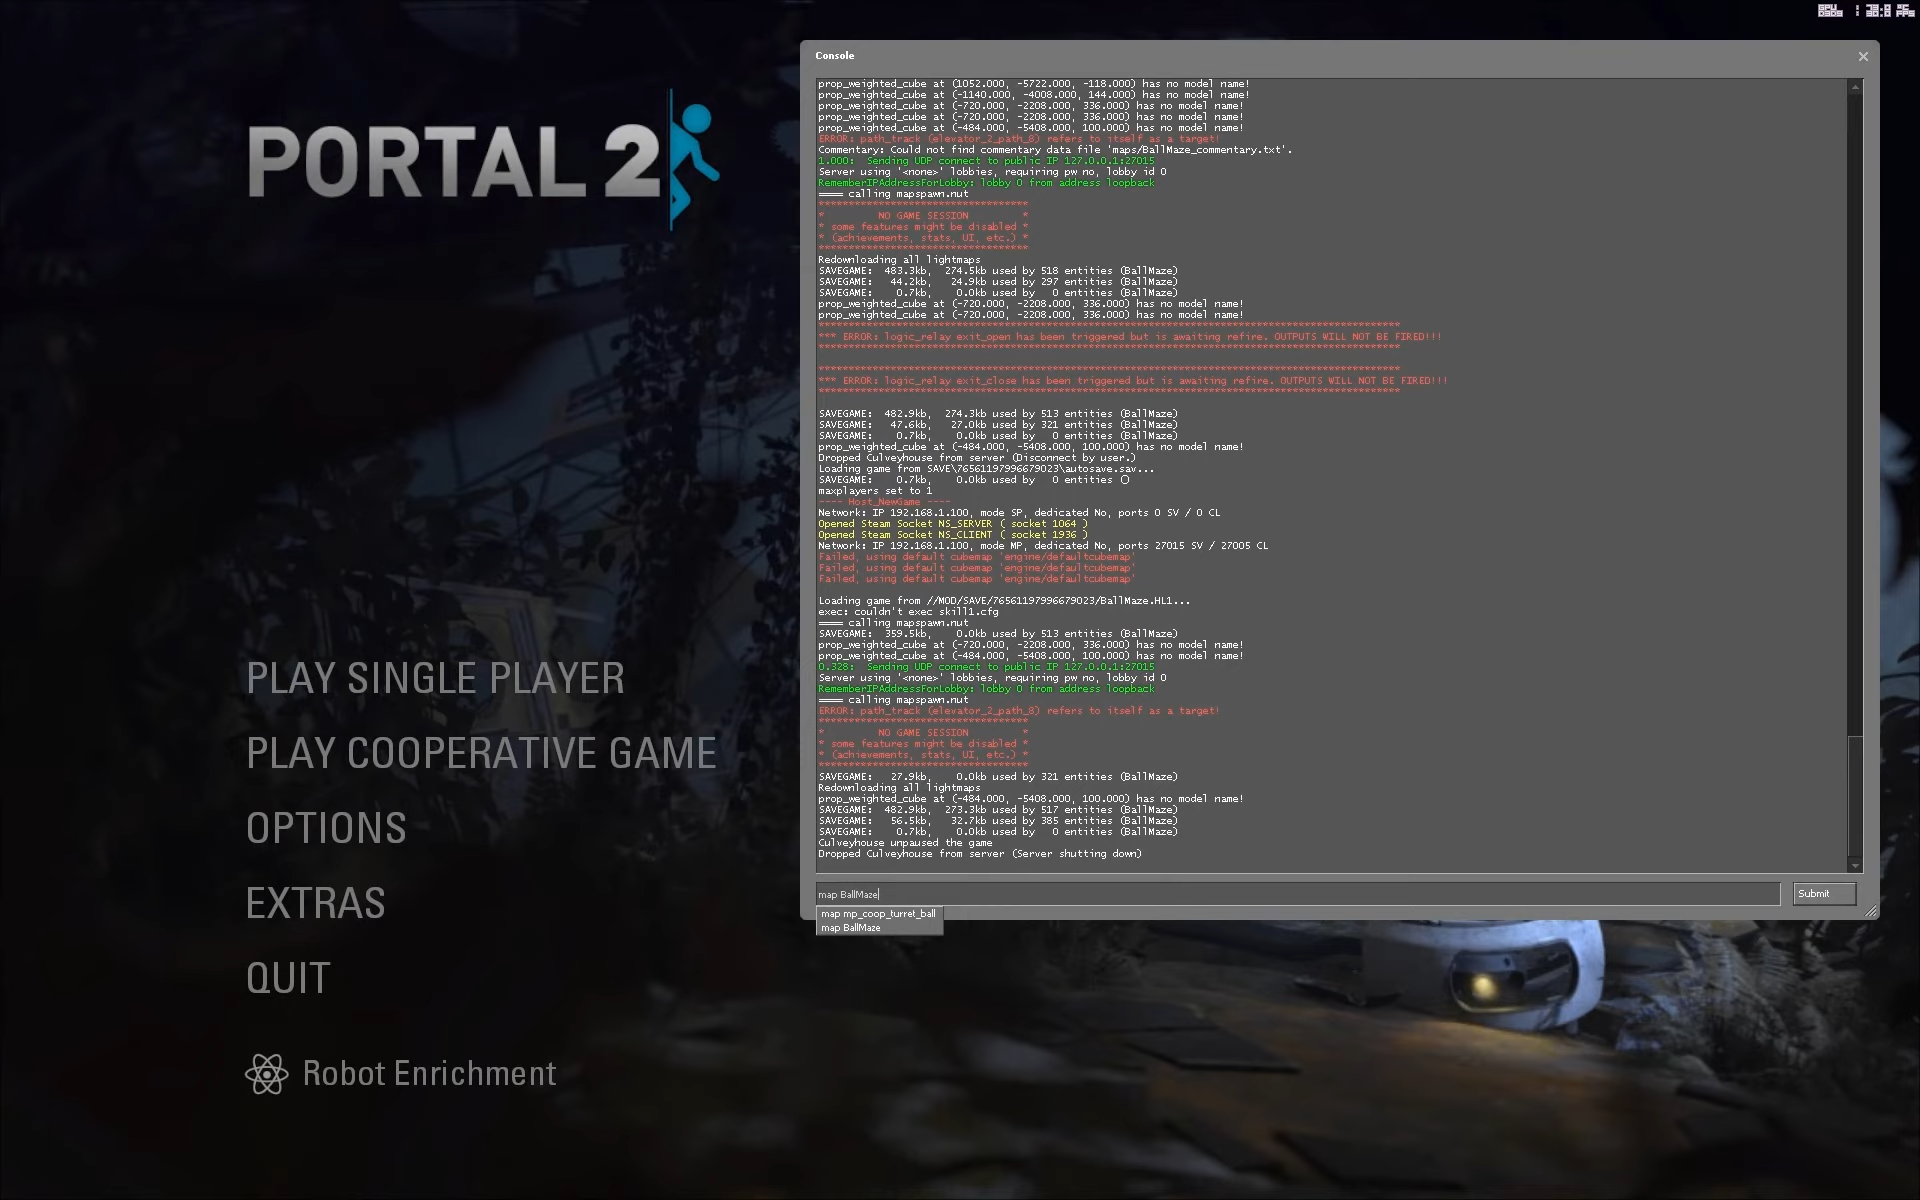 PORTAL 2
PLAY SINGLE PLAYER
PLAY COOPERATIVE GAME
OPTIONS
EXTRAS
QUIT
Robot Enrichment
Console
prop_weighted_cube at (1052.000, -5722.000, -118.000) has no model name!
prop_weighted_cube at (-1140.000, -4008.000, 144.000) has no model name!
prop_weighted_cube at (-720.000, -2208.000, 336.000) has no model name!
prop_weighted_cube at (-720.000, -2208.000, 336.000) has no model name!
prop_weighted_cube at (-484.000, -5408.000, 100.000) has no model name!
ERROR: path_track (elevator_2_path_8) refers to itself as a target!
Commentary: Could not find commentary data file 'maps/BallMaze_commentary.txt'.
1.000:  Sending UDP connect to public IP 127.0.0.1:27015
Server using '<none>' lobbies, requiring pw no, lobby id 0
RememberIPAddressForLobby: lobby 0 from address loopback
==== calling mapspawn.nut
***********************************
* NO GAME SESSION *
* some features might be disabled *
* (achievements, stats, UI, etc.) *
***********************************
Redownloading all lightmaps
SAVEGAME:  483.3kb,  274.5kb used by 518 entities (BallMaze)
SAVEGAME:   44.2kb,   24.9kb used by 297 entities (BallMaze)
SAVEGAME:    0.7kb,    0.0kb used by   0 entities (BallMaze)
prop_weighted_cube at (-720.000, -2208.000, 336.000) has no model name!
prop_weighted_cube at (-720.000, -2208.000, 336.000) has no model name!
*************************************************************************************************
*** ERROR: logic_relay exit_open has been triggered but is awaiting refire. OUTPUTS WILL NOT BE FIRED!!!
*************************************************************************************************
*************************************************************************************************
*** ERROR: logic_relay exit_close has been triggered but is awaiting refire. OUTPUTS WILL NOT BE FIRED!!!
*************************************************************************************************
SAVEGAME:  482.9kb,  274.3kb used by 513 entities (BallMaze)
SAVEGAME:   47.6kb,   27.0kb used by 321 entities (BallMaze)
SAVEGAME:    0.7kb,    0.0kb used by   0 entities (BallMaze)
prop_weighted_cube at (-484.000, -5408.000, 100.000) has no model name!
Dropped Culveyhouse from server (Disconnect by user.)
Loading game from SAVE\76561197996679023\autosave.sav...
SAVEGAME:    0.7kb,    0.0kb used by   0 entities ()
maxplayers set to 1
---- Host_NewGame ----
Network: IP 192.168.1.100, mode SP, dedicated No, ports 0 SV / 0 CL
Opened Steam Socket NS_SERVER ( socket 1064 )
Opened Steam Socket NS_CLIENT ( socket 1936 )
Network: IP 192.168.1.100, mode MP, dedicated No, ports 27015 SV / 27005 CL
Failed, using default cubemap 'engine/defaultcubemap'
Failed, using default cubemap 'engine/defaultcubemap'
Failed, using default cubemap 'engine/defaultcubemap'
Loading game from //MOD/SAVE/76561197996679023/BallMaze.HL1...
exec: couldn't exec skill1.cfg
==== calling mapspawn.nut
SAVEGAME:  359.5kb,    0.0kb used by 513 entities (BallMaze)
prop_weighted_cube at (-720.000, -2208.000, 336.000) has no model name!
prop_weighted_cube at (-484.000, -5408.000, 100.000) has no model name!
0.328:  Sending UDP connect to public IP 127.0.0.1:27015
Server using '<none>' lobbies, requiring pw no, lobby id 0
RememberIPAddressForLobby: lobby 0 from address loopback
==== calling mapspawn.nut
ERROR: path_track (elevator_2_path_8) refers to itself as a target!
***********************************
* NO GAME SESSION *
* some features might be disabled *
* (achievements, stats, UI, etc.) *
***********************************
SAVEGAME:   27.9kb,    0.0kb used by 321 entities (BallMaze)
Redownloading all lightmaps
prop_weighted_cube at (-484.000, -5408.000, 100.000) has no model name!
SAVEGAME:  482.9kb,  273.3kb used by 517 entities (BallMaze)
SAVEGAME:   56.5kb,   32.7kb used by 385 entities (BallMaze)
SAVEGAME:    0.7kb,    0.0kb used by   0 entities (BallMaze)
Culveyhouse unpaused the game
Dropped Culveyhouse from server (Server shutting down)
map BallMaze
Submit
map mp_coop_turret_ball
map BallMaze